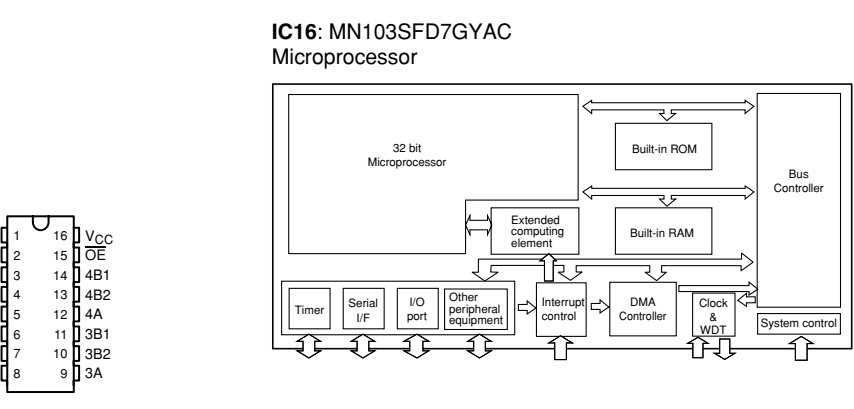 IC16: MN103SFD7GYAC
Microprocessor
32 bit
Microprocessor
Built-in ROM
Bus
Controller
Extended
computing
element
Built-in RAM
Timer
Serial
I/F
I/O
port
Other
peripheral
equipment
Interrupt
control
DMA
Controller
Clock
&
WDT
System control
1 16 VCC
2 15 OE
3 14 4B1
4 13 4B2
5 12 4A
6 11 3B1
7 10 3B2
8 9 3A